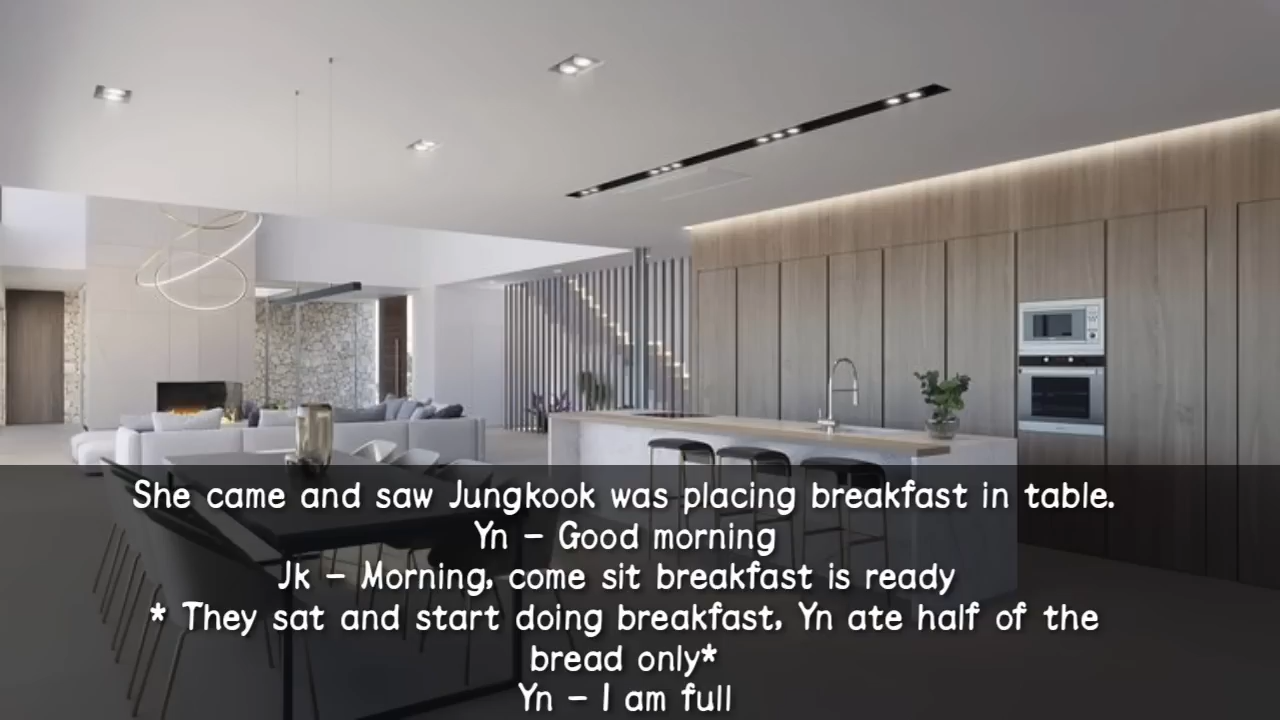 She came and saw Jungkook was placing breakfast in table.
Yn – Good morning
Jk – Morning, come sit breakfast is ready
* They sat and start doing breakfast, Yn ate half of the
bread only*
Yn – I am full